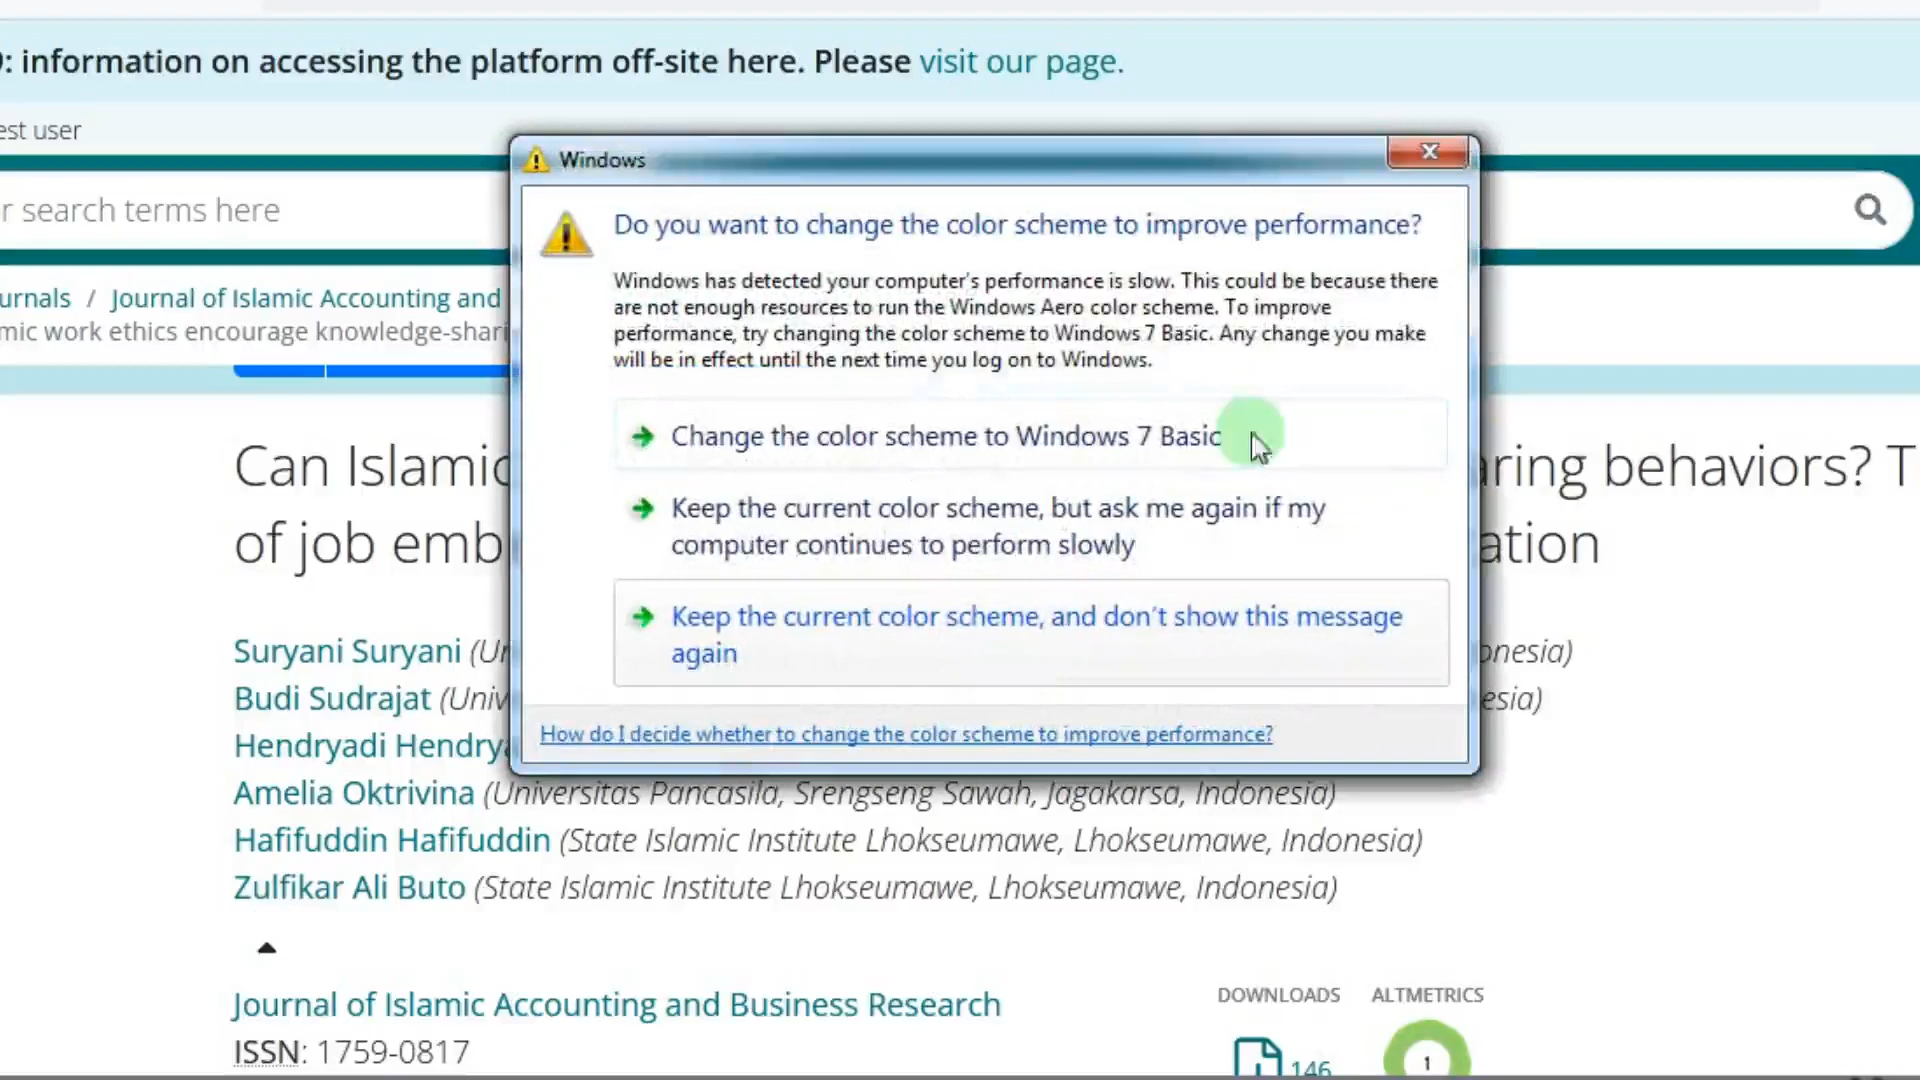 : information on accessing the platform off-site here. Please visit our page.
est user
Windows
r search terms here
Do you want to change the color scheme to improve performance?
Windows has detected your computer's performance is slow. This could be because there
are not enough resources to run the Windows Aero color scheme. To improve
performance, try changing the color scheme to Windows 7 Basic. Any change you make
will be in effect until the next time you log on to Windows.
urnals / Journal of Islamic Accounting and
mic work ethics encourage knowledge-shari
Change the color scheme to Windows 7 Basic
Keep the current color scheme, but ask me again if my
computer continues to perform slowly
Keep the current color scheme, and don't show this message
again
How do I decide whether to change the color scheme to improve performance?
Can Islamic aring behaviors? T
of job emb ation
Suryani Suryani (Un onesia)
Budi Sudrajat (Univ esia)
Hendryadi Hendrya
Amelia Oktrivina (Universitas Pancasila, Srengseng Sawah, Jagakarsa, Indonesia)
Hafifuddin Hafifuddin (State Islamic Institute Lhokseumawe, Lhokseumawe, Indonesia)
Zulfikar Ali Buto (State Islamic Institute Lhokseumawe, Lhokseumawe, Indonesia)
Journal of Islamic Accounting and Business Research
ISSN: 1759-0817
DOWNLOADS ALTMETRICS
146 1